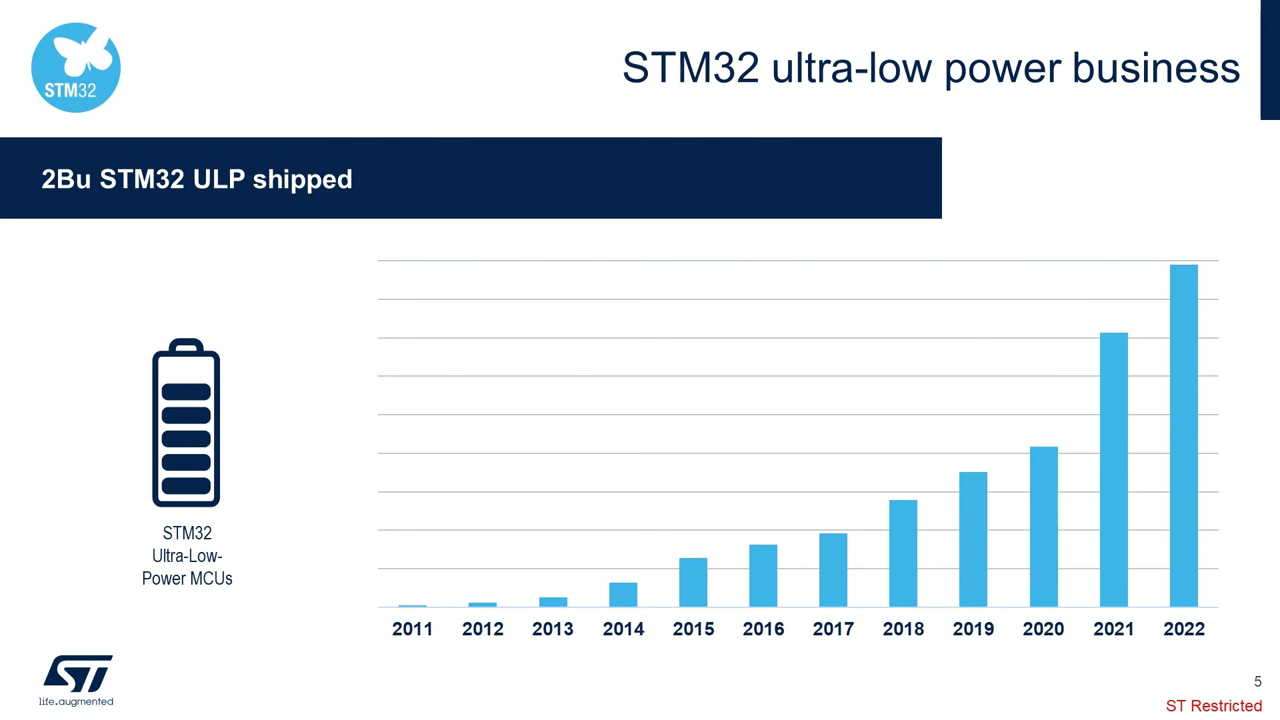 STM32
STM32 ultra-low power business
2Bu STM32 ULP shipped
STM32
Ultra-Low-
Power MCUs
2011 2012 2013 2014 2015 2016 2017 2018 2019 2020 2021 2022
ST
life.augmented
5
ST Restricted